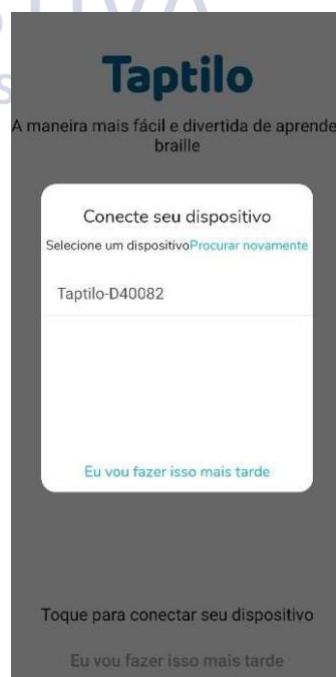 Taptilo
A maneira mais fácil e divertida de aprende
braille
Conecte seu dispositivo
Selecione um dispositivoProcurar novamente
Taptilo-D40082
Eu vou fazer isso mais tarde
Toque para conectar seu dispositivo
Eu vou fazer isso mais tarde